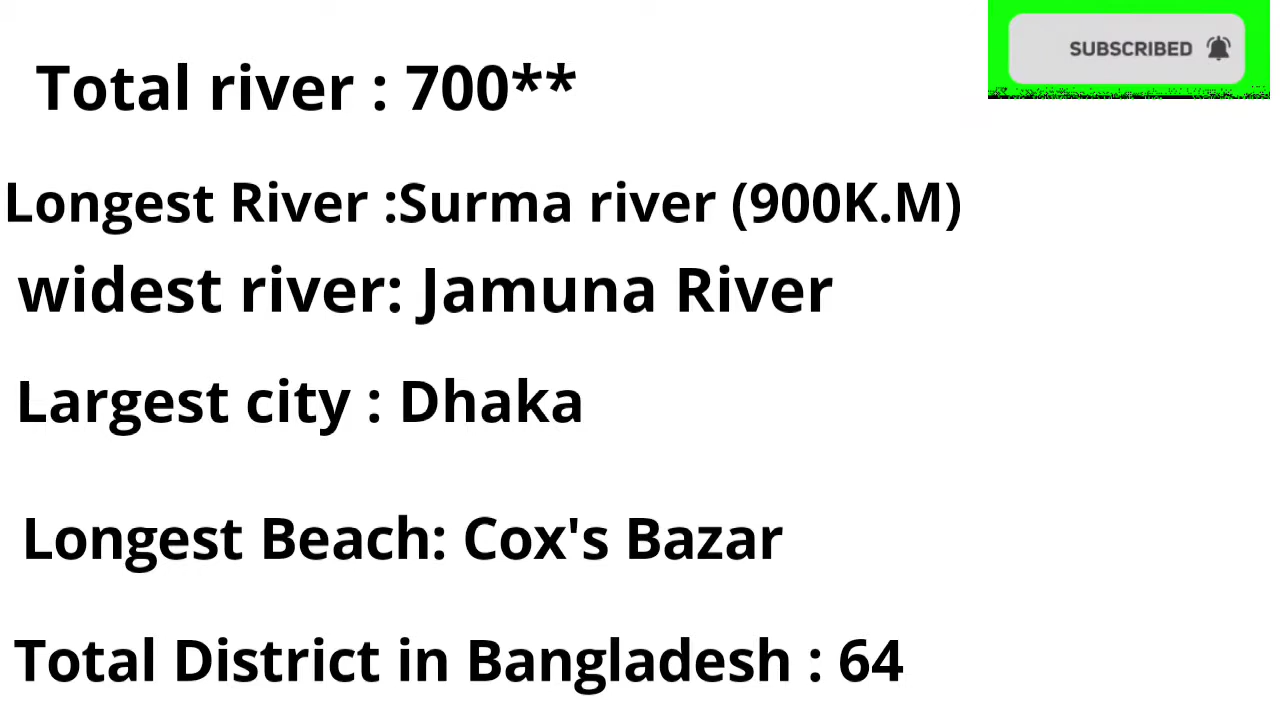 SUBSCRIBED
Total river : 700**
Longest River :Surma river (900K.M)
widest river: Jamuna River
Largest city : Dhaka
Longest Beach: Cox's Bazar
Total District in Bangladesh : 64